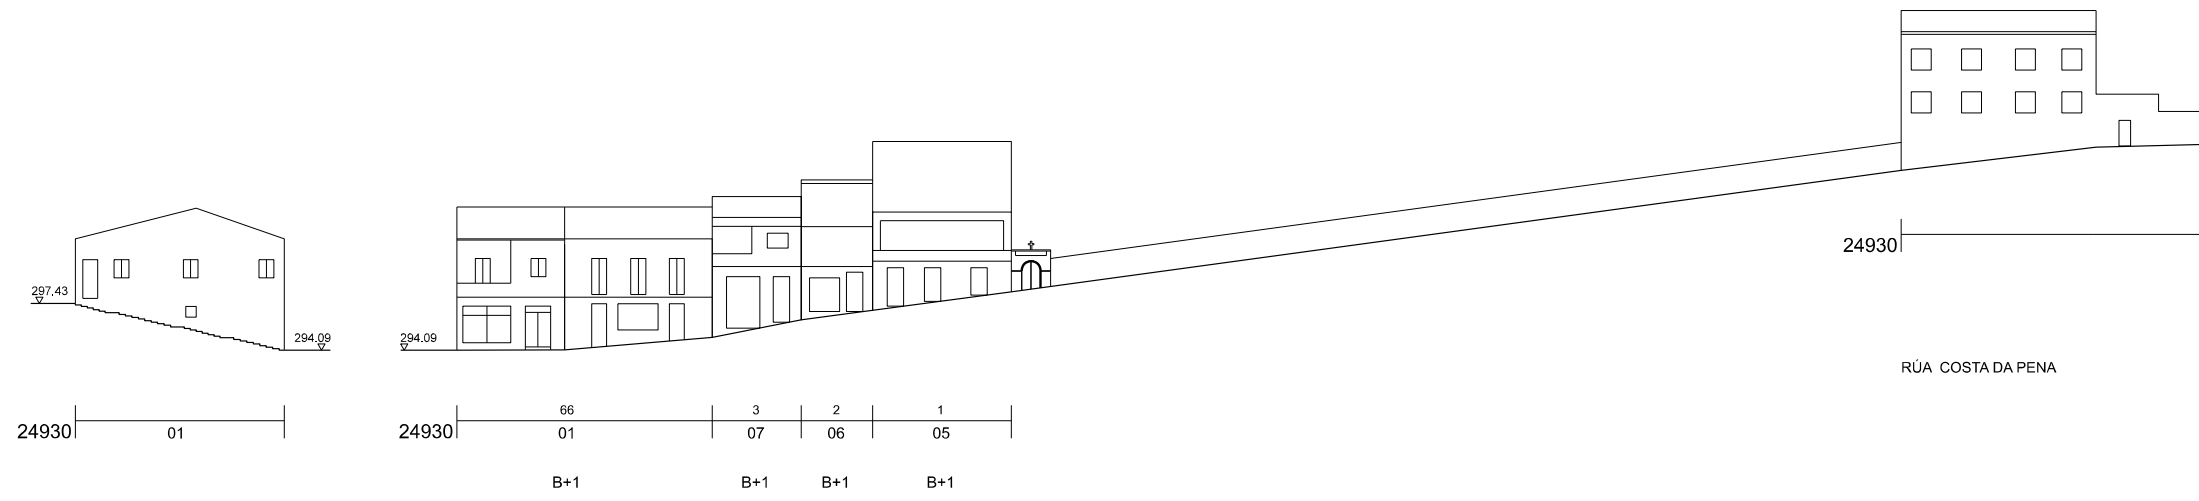 24930
297.43
294.09
294.09
RÚA COSTA DA PENA
66 3 2 1
24930 01 24930 01 07 06 05
B+1 B+1 B+1 B+1